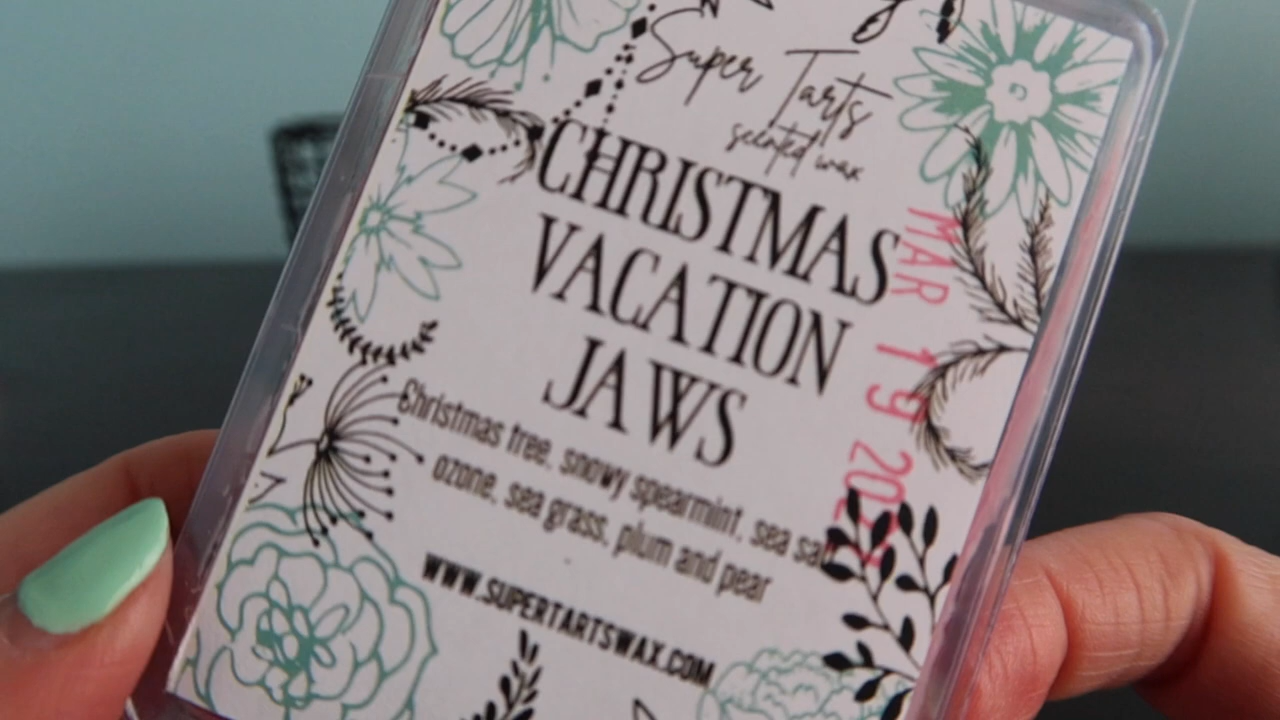 Super Tarts
scented wax
CHRISTMAS
VACATION
JAWS
Christmas tree, snowy spearmint, sea salt
ozone, sea grass, plum and pear
WWW.SUPERTARTSWAX.COM
MAR 19